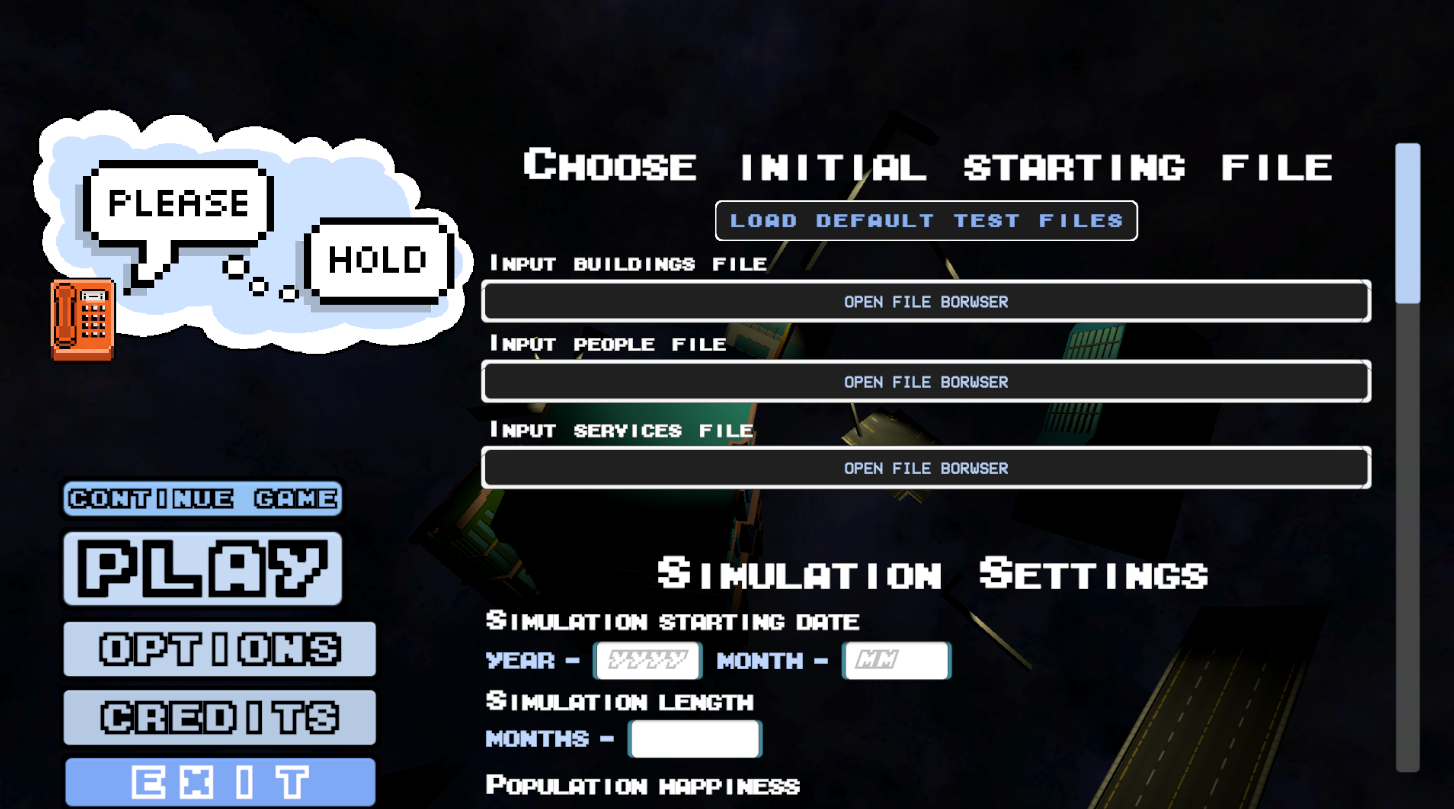 PLEASE
HOLD
CONTINUE GAME
PLAY
OPTIONS
CREDITS
EXIT
CHOOSE INITIAL STARTING FILE
LOAD DEFAULT TEST FILES
INPUT BUILDINGS FILE
OPEN FILE BORWSER
INPUT PEOPLE FILE
OPEN FILE BORWSER
INPUT SERVICES FILE
OPEN FILE BORWSER
SIMULATION SETTINGS
SIMULATION STARTING DATE
YEAR - YYYY MONTH - MM
SIMULATION LENGTH
MONTHS -
POPULATION HAPPINESS